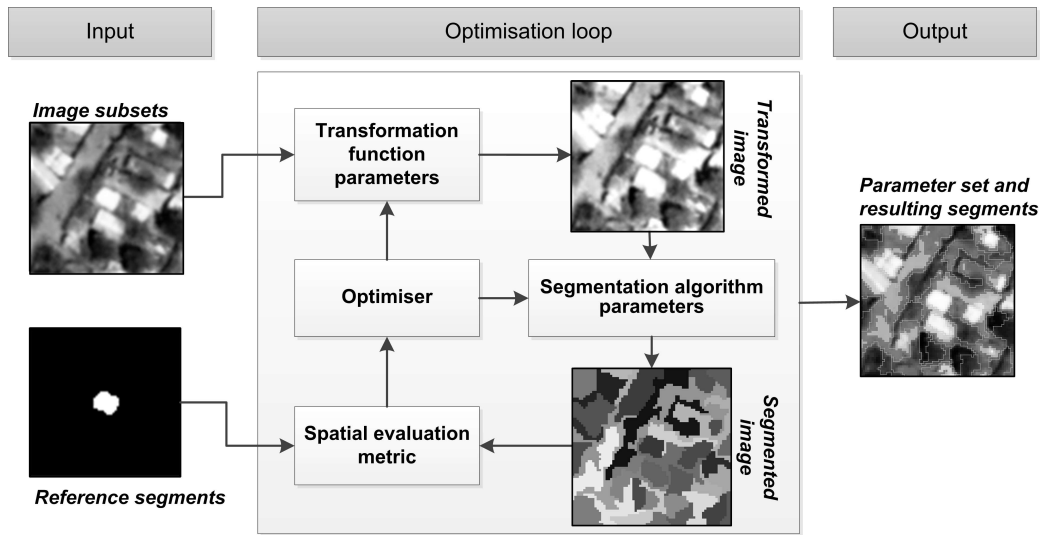 Input
Optimisation loop
Output
Image subsets
Transformation
function
parameters
Transformed
image
Parameter set and
resulting segments
Optimiser
Segmentation algorithm
parameters
Spatial evaluation
metric
Segmented
image
Reference segments